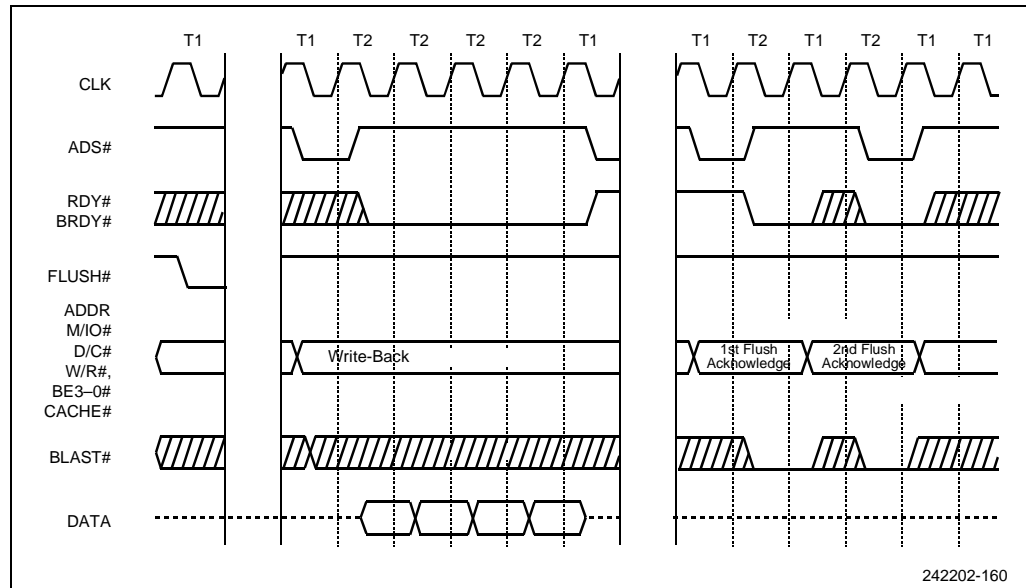 T1 T1 T2 T2 T2 T2 T1 T1 T2 T1 T2 T1 T1
CLK
ADS#
RDY#
BRDY#
FLUSH#
ADDR
M/IO#
D/C#
W/R#,
BE3–0#
CACHE#
Write-Back
1st Flush
Acknowledge
2nd Flush
Acknowledge
BLAST#
DATA
242202-160